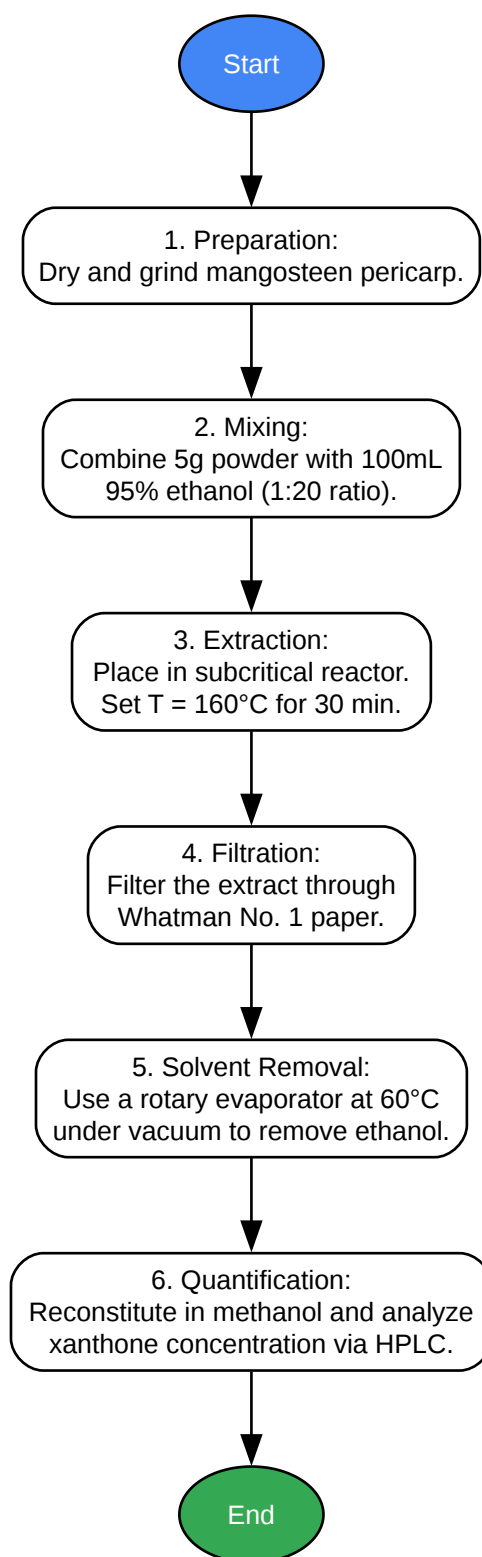 Start
1. Preparation:
Dry and grind mangosteen pericarp.
2. Mixing:
Combine 5g powder with 100mL
95% ethanol (1:20 ratio).
3. Extraction:
Place in subcritical reactor.
Set T = 160°C for 30 min.
4. Filtration:
Filter the extract through
Whatman No. 1 paper.
5. Solvent Removal:
Use a rotary evaporator at 60°C
under vacuum to remove ethanol.
6. Quantification:
Reconstitute in methanol and analyze
xanthone concentration via HPLC.
End